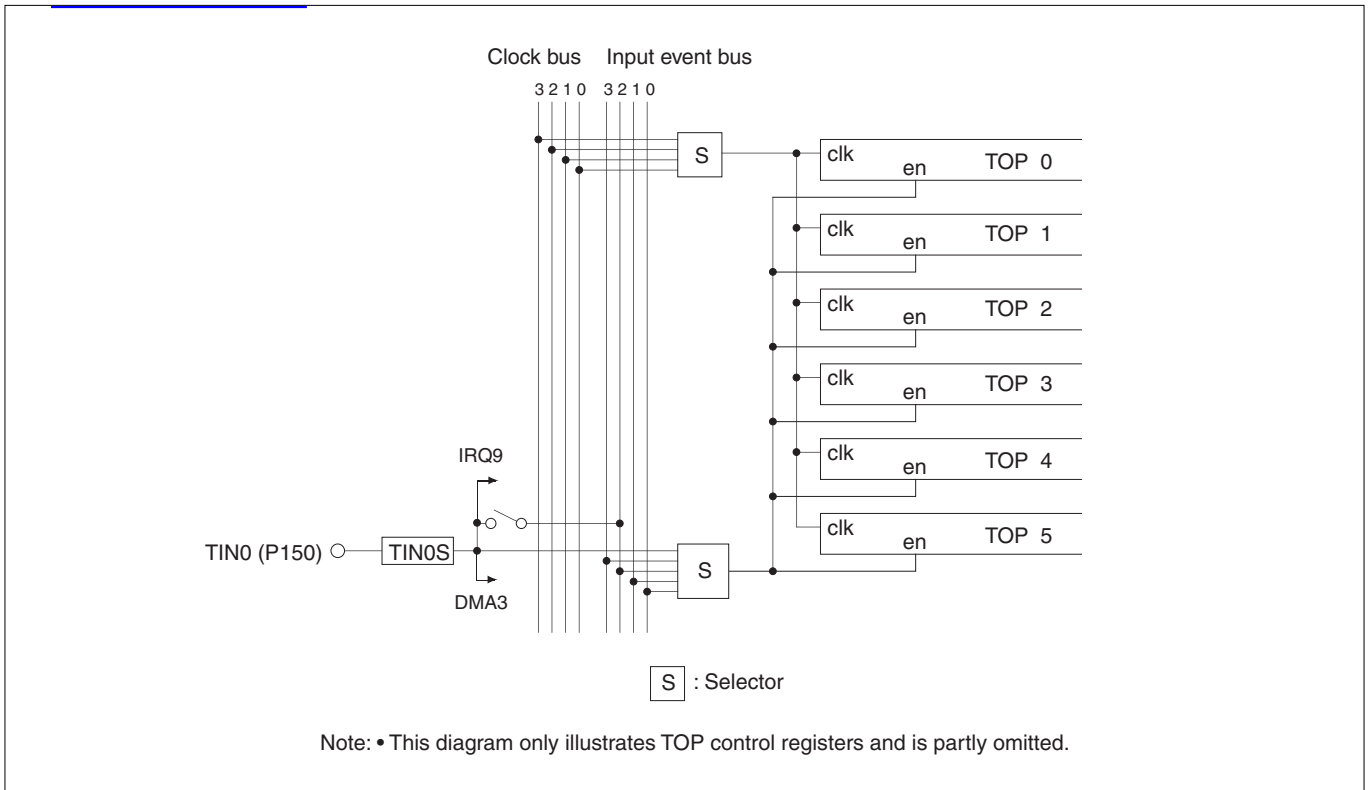 Clock bus Input event bus
3 2 1 0 3 2 1 0
S
clk en TOP 0
clk en TOP 1
clk en TOP 2
clk en TOP 3
clk en TOP 4
clk en TOP 5
IRQ9
TIN0 (P150) TIN0S
S
DMA3
S : Selector
Note: • This diagram only illustrates TOP control registers and is partly omitted.